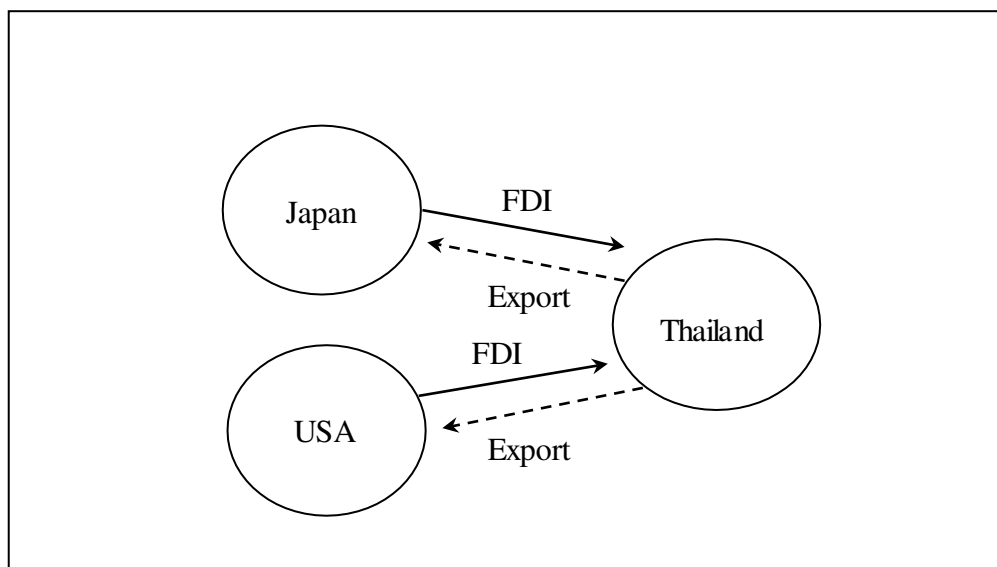 FDI
Japan
Export
Thailand
FDI
USA
Export